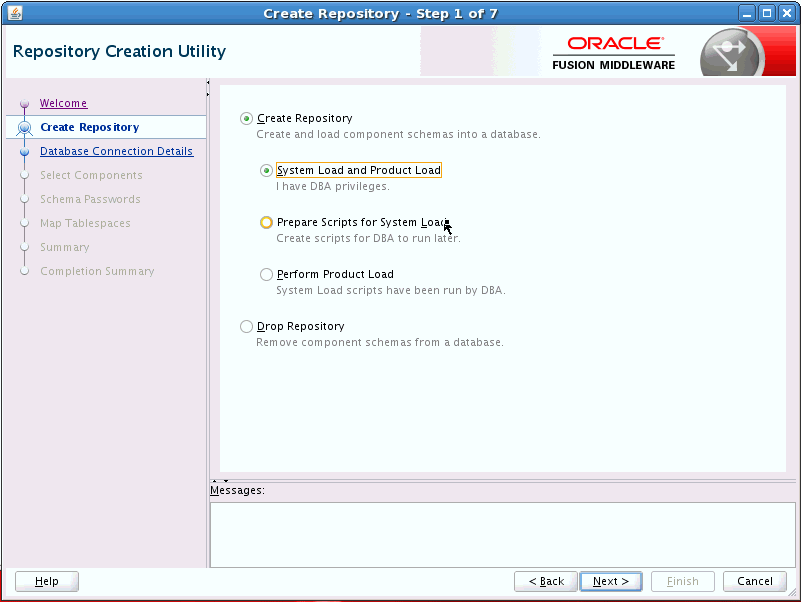 Create Repository - Step 1 of 7
Repository Creation Utility
ORACLE
FUSION MIDDLEWARE
Welcome
Create Repository
Database Connection Details
Select Components
Schema Passwords
Map Tablespaces
Summary
Completion Summary
Create Repository
Create and load component schemas into a database.
System Load and Product Load
I have DBA privileges.
Prepare Scripts for System Load
Create scripts for DBA to run later.
Perform Product Load
System Load scripts have been run by DBA.
Drop Repository
Remove component schemas from a database.
Messages:
Help
< Back
Next >
Finish
Cancel